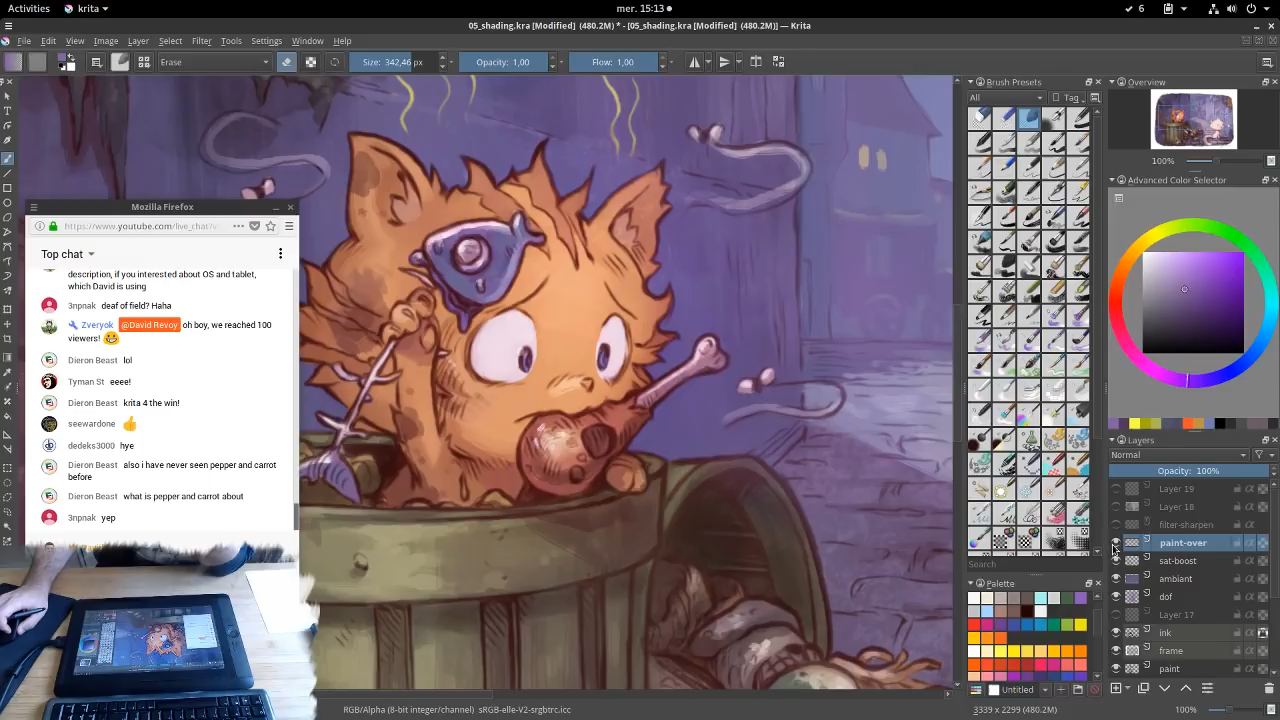 Activities krita mer. 15:13 6
05_shading.kra [Modified] (480.2M) * - [05_shading.kra [Modified] (480.2M)] — Krita
File Edit View Image Layer Select Filter Tools Settings Window Help
Erase Size: 342,46 px Opacity: 1,00 Flow: 1,00
Brush Presets
All Tag
Search
Palette
Untitled
Overview
100%
Advanced Color Selector
Layers
Normal
Opacity: 100%
Layer 19
Layer 18
filter-sharpen
paint-over
sat-boost
ambiant
dof
Layer 17
ink
frame
paint
Mozilla Firefox
https://www.youtube.com/live_chat?v
Top chat
description, if you interested about OS and tablet,
which David is using
3npnak deaf of field? Haha
Zveryok @David Revoy oh boy, we reached 100
viewers!
Dieron Beast lol
Tyman St eeee!
Dieron Beast krita 4 the win!
seewardone
dedeks3000 hye
Dieron Beast also i have never seen pepper and carrot
before
Dieron Beast what is pepper and carrot about
3npnak yep
RGB/Alpha (8-bit integer/channel) sRGB-elle-V2-srgbtrc.icc
3339 x 2299 (480.2M) 100%